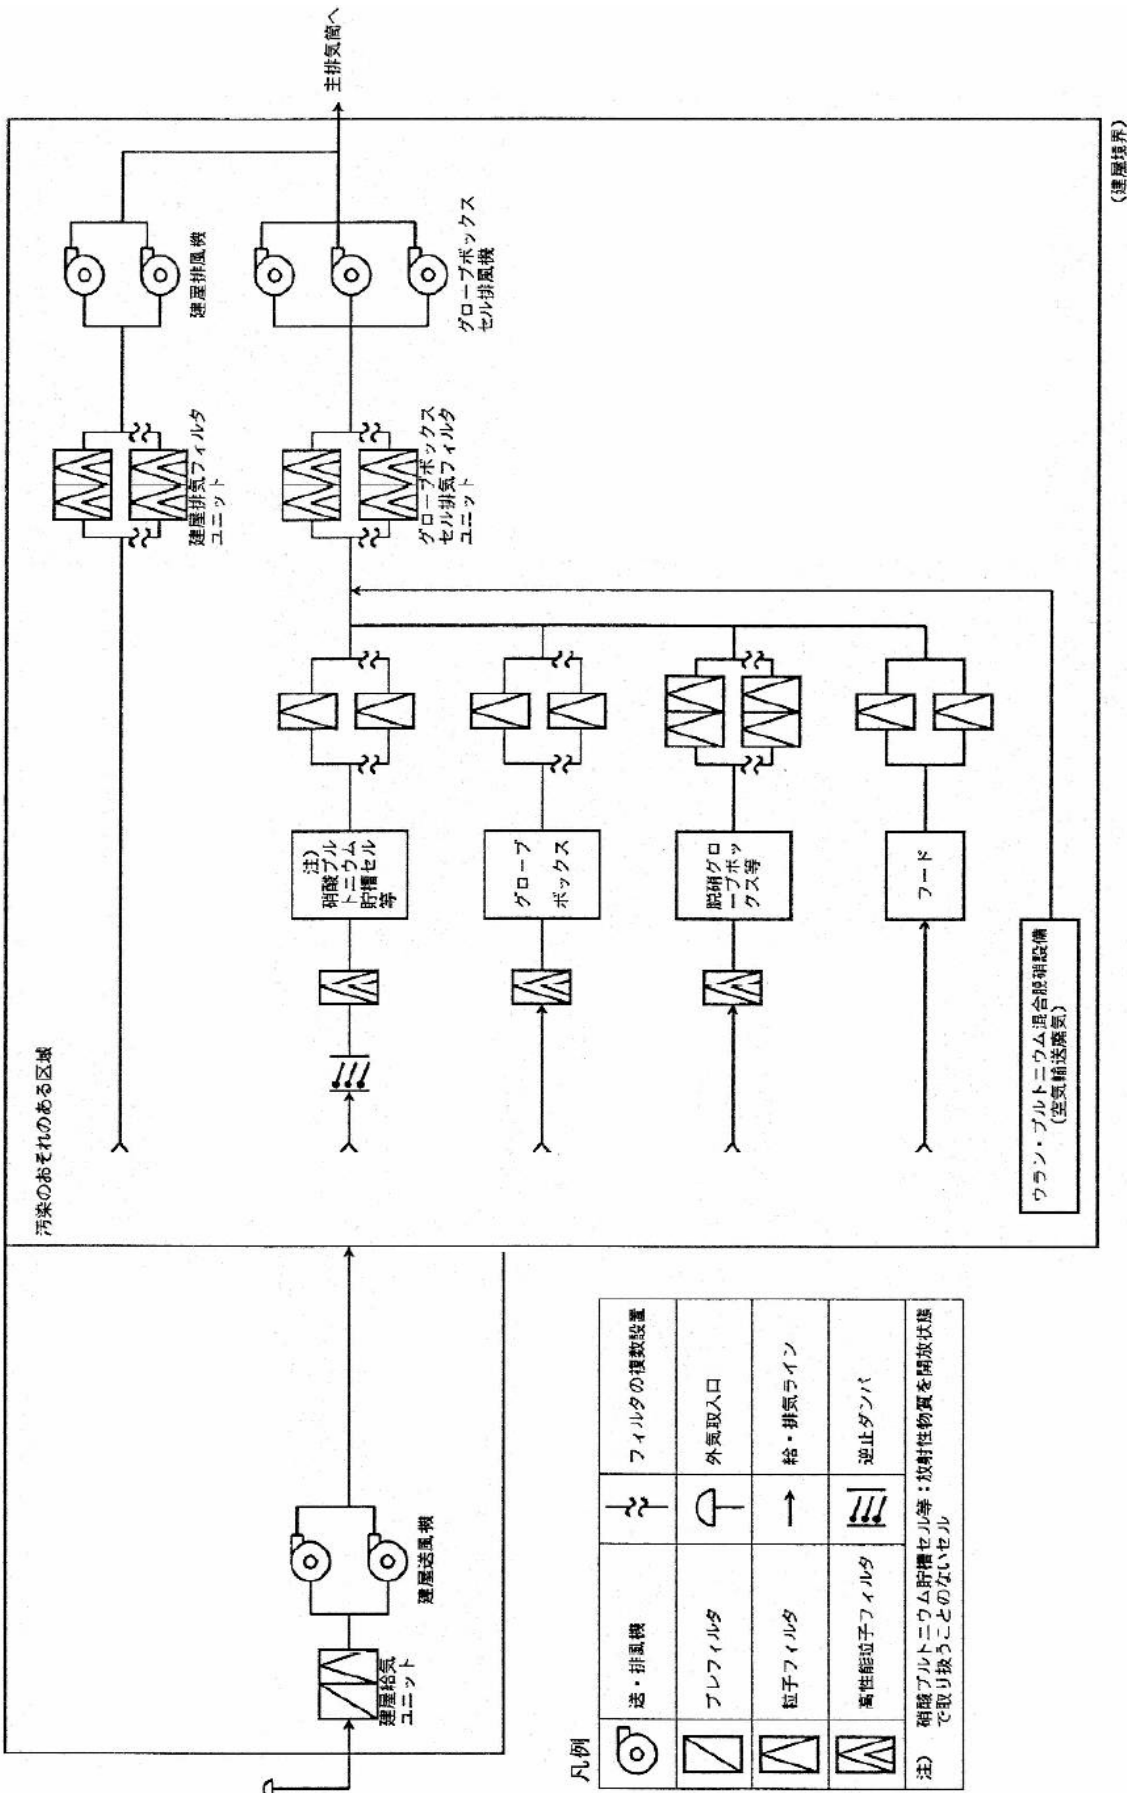 主排気筒へ
(建屋境界)
汚染のおそれのある区域
建屋排風機
グローブボックス
セル排風機
建屋排気フィルタ
ユニット
グローブボックス
セル排気フィルタ
ユニット
注)
硝酸プル
トニウム
貯槽セル
等
グローブ
ボックス
脱硝グロ
ーブボッ
クス等
フード
ウラン・プルトニウム混合脱硝設備
(空気輸送廃気)
建屋給気
ユニット
建屋送風機
凡例
送・排風機
フィルタの複数設置
プレフィルタ
外気取入口
粒子フィルタ
給・排気ライン
高性能粒子フィルタ
逆止ダンパ
注) 硝酸プルトニウム貯槽セル等：放射性物質を開放状態
で取り扱うことのないセル